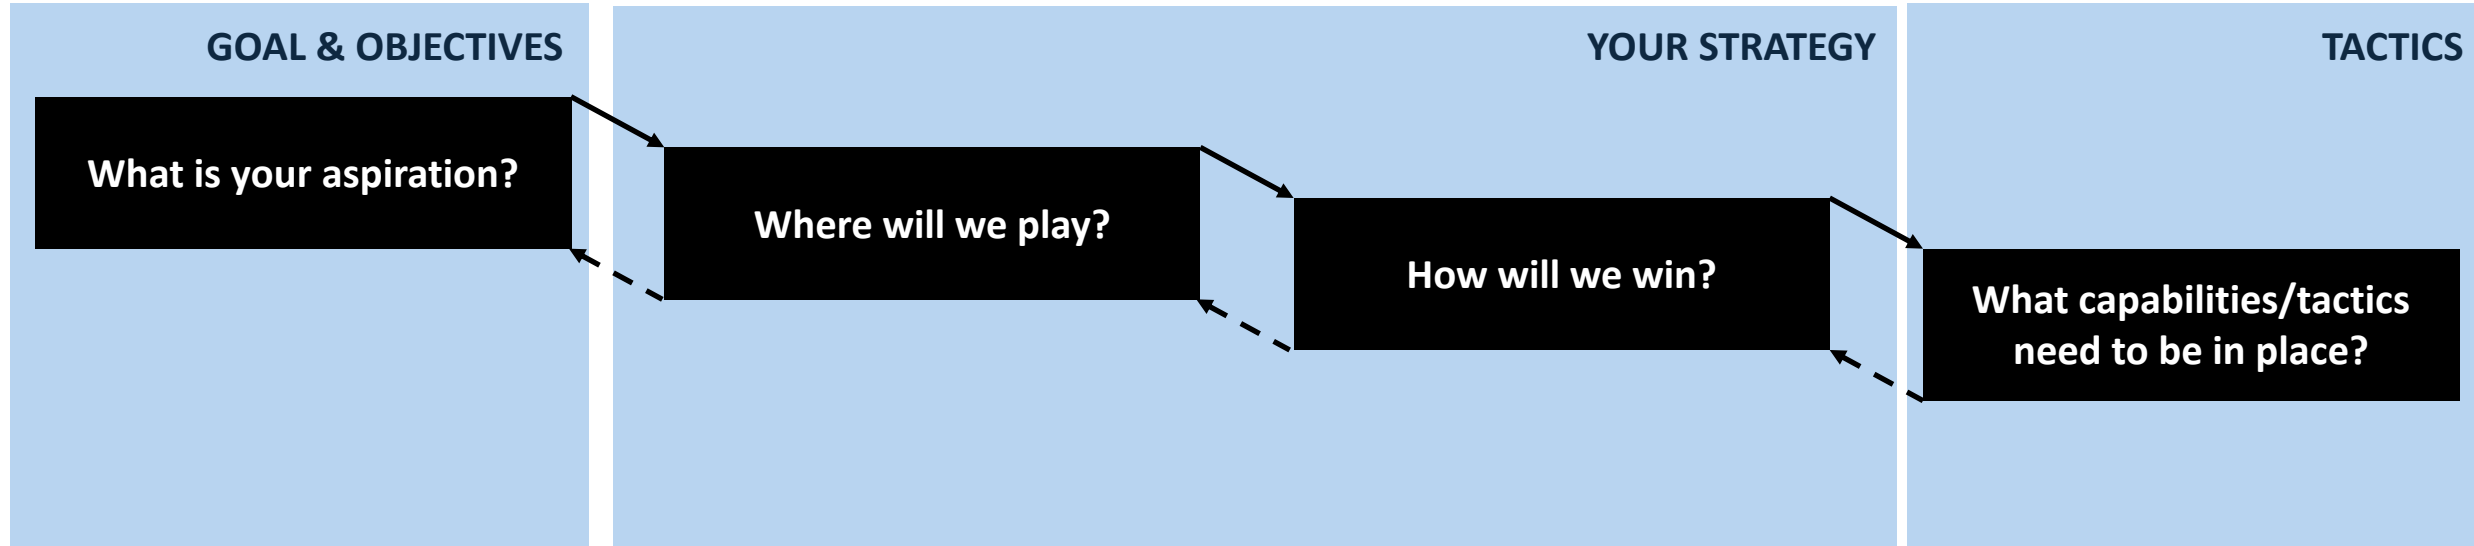 GOAL & OBJECTIVES
YOUR STRATEGY
TACTICS
What is your aspiration?
Where will we play?
How will we win?
What capabilities/tactics
need to be in place?